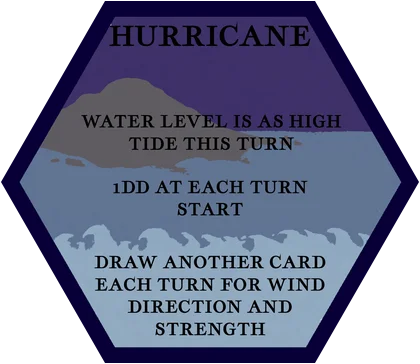 HURRICANE
WATER LEVEL IS AS HIGH
TIDE THIS TURN
1DD AT EACH TURN
START
DRAW ANOTHER CARD
EACH TURN FOR WIND
DIRECTION AND
STRENGTH